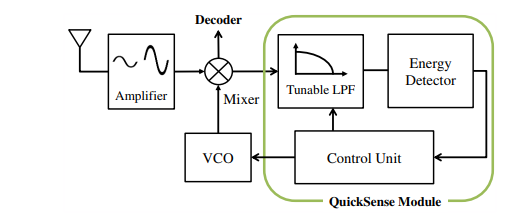 Decoder
Amplifier
Mixer
Tunable LPF
Energy
Detector
VCO
Control Unit
QuickSense Module